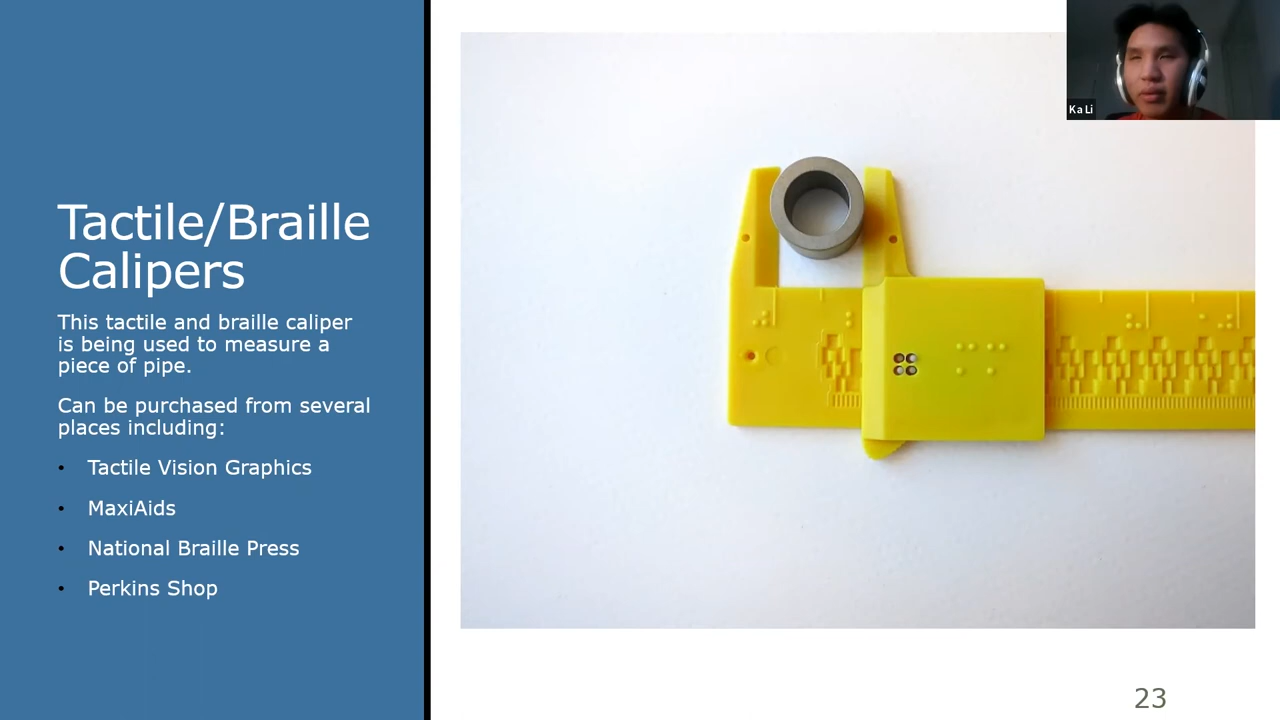 Tactile/Braille
Calipers
This tactile and braille caliper
is being used to measure a
piece of pipe.
Can be purchased from several
places including:
• Tactile Vision Graphics
• MaxiAids
• National Braille Press
• Perkins Shop
Ka Li
23